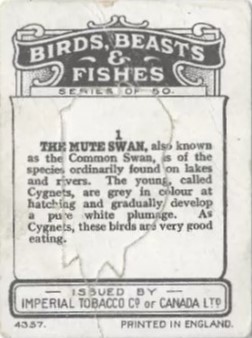 BIRDS, BEASTS
&
FISHES
SERIES OF 50.
1
THE MUTE SWAN, also known
as the Common Swan, is of the
species ordinarily found on lakes
and rivers. The young, called
Cygnets, are grey in colour at
hatching and gradually develop
a pure white plumage. As
Cygnets, these birds are very good
eating.
— ISSUED BY —
IMPERIAL TOBACCO Co OF CANADA LTD
4357. PRINTED IN ENGLAND.